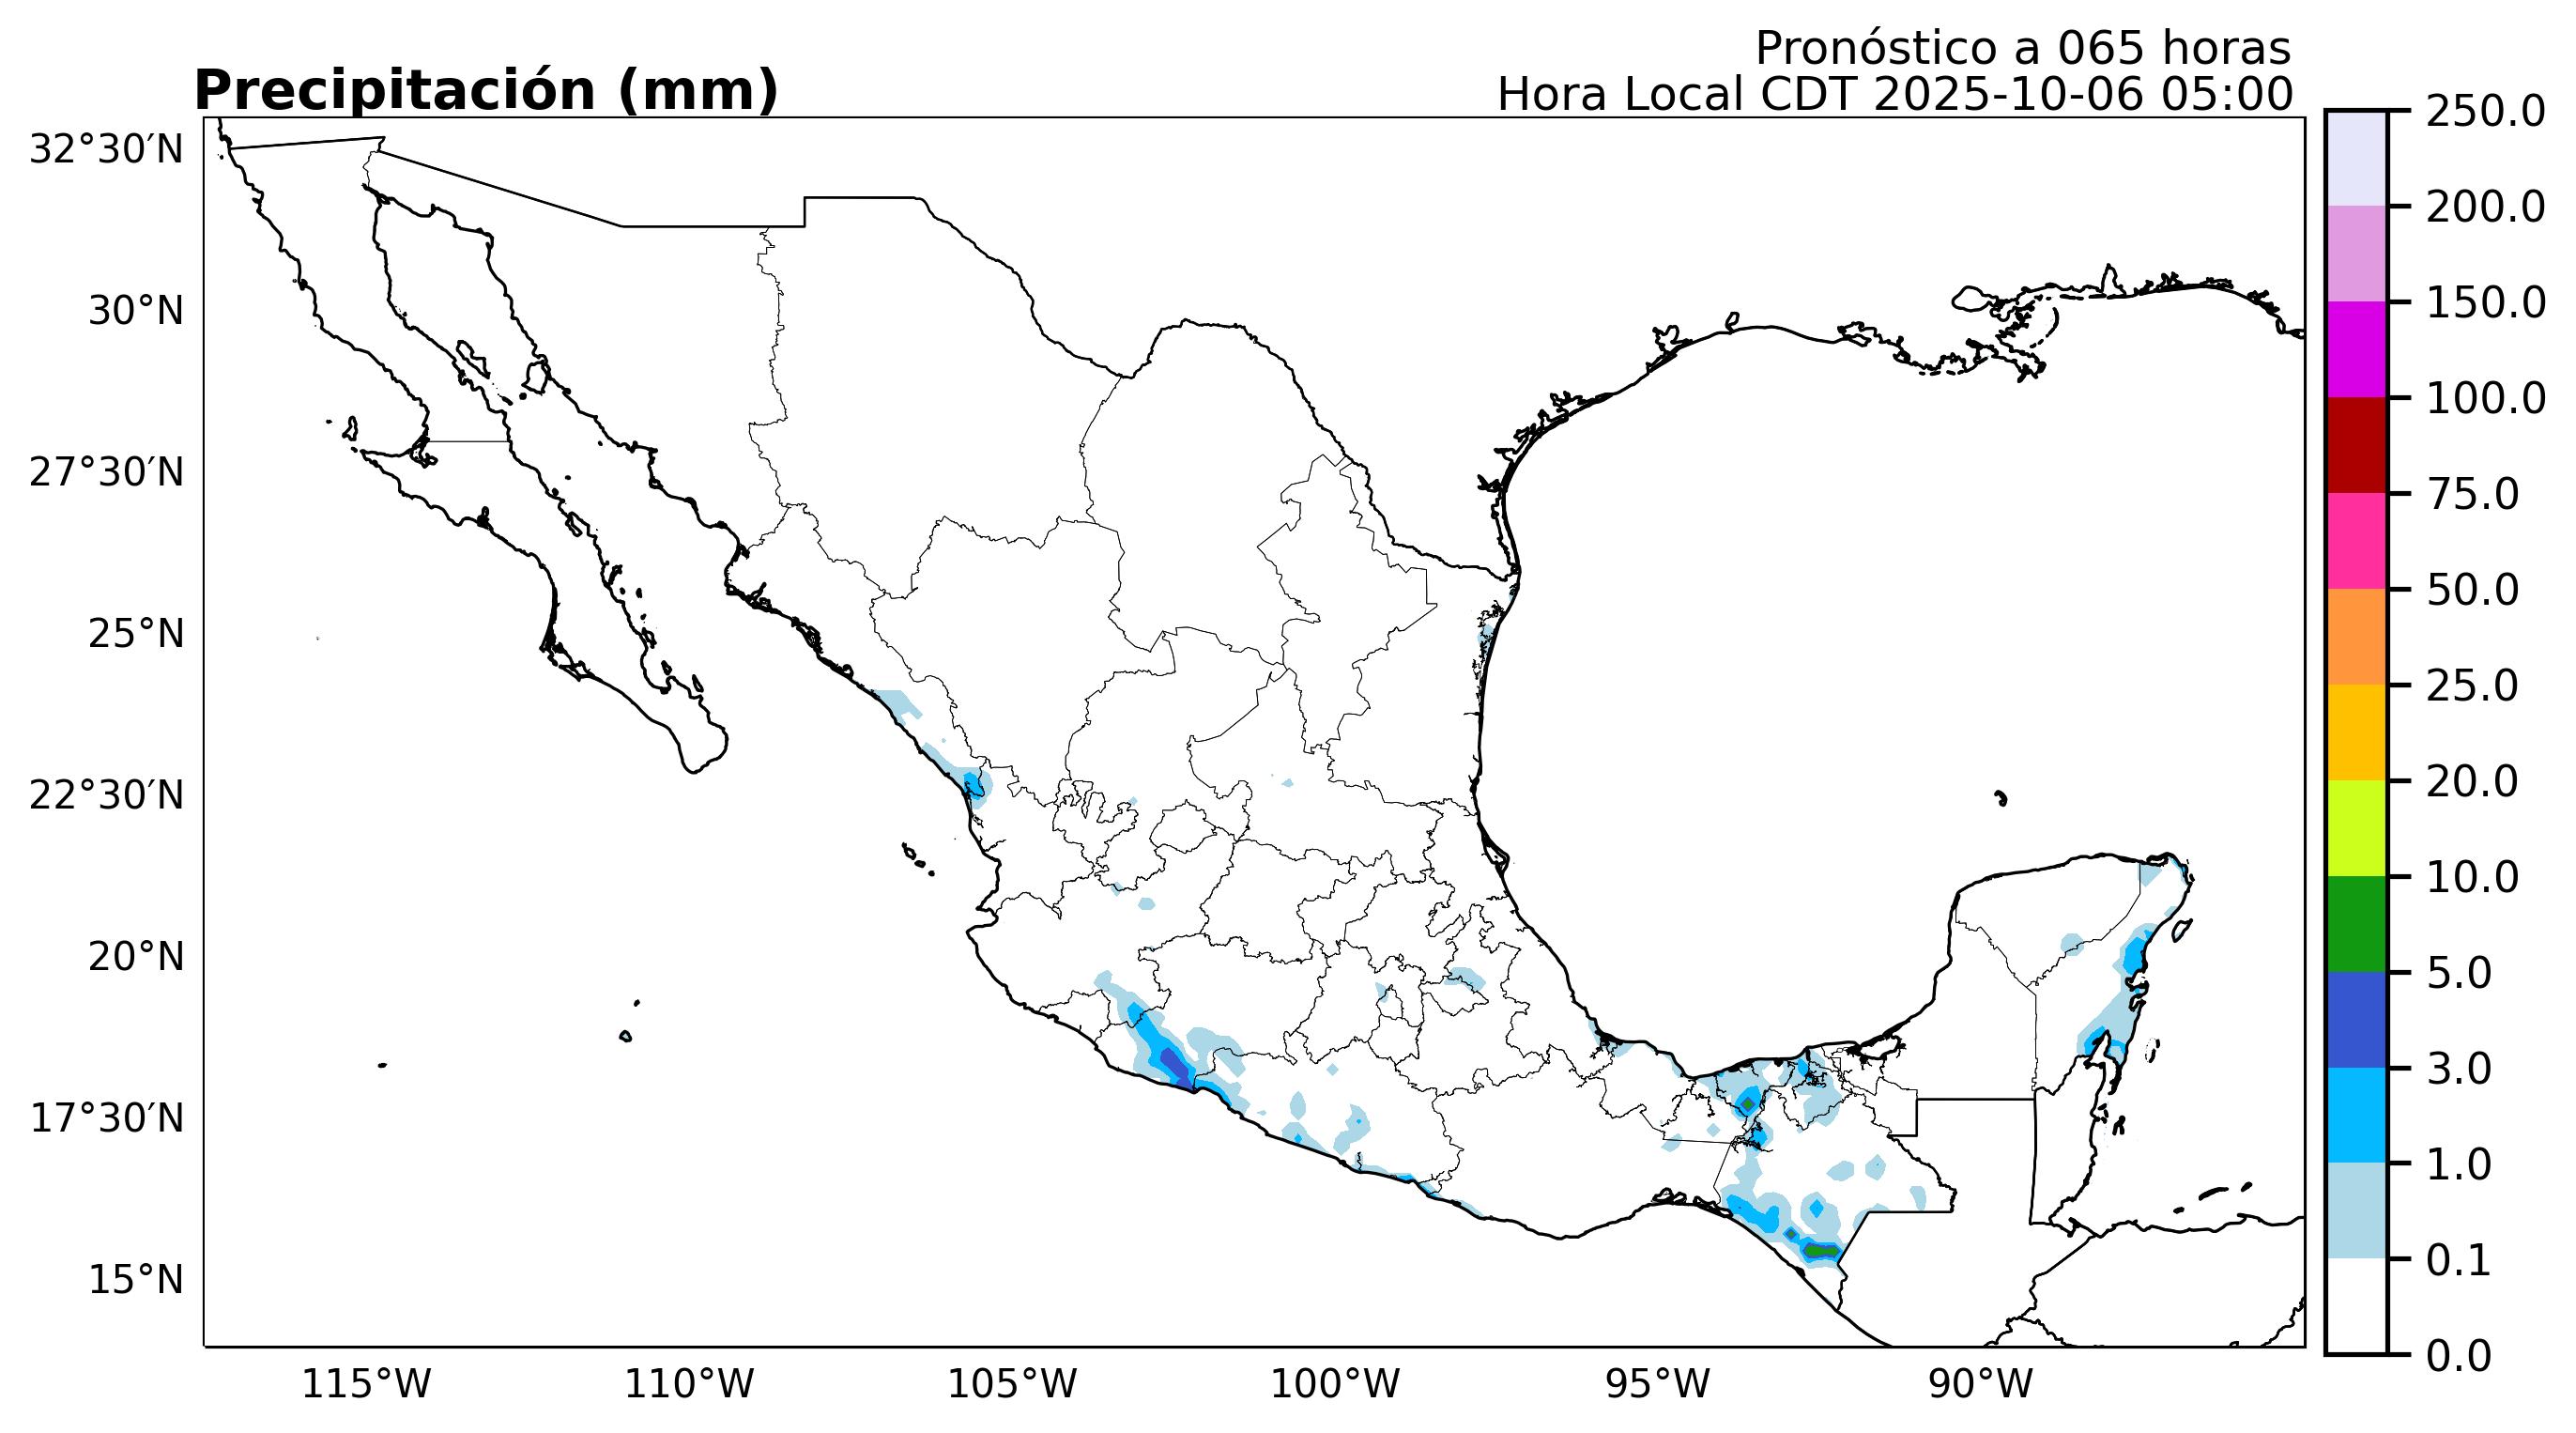 Pronóstico a 065 horas
Precipitación (mm)
Hora Local CDT 2025-10-06 05:00
32°30′N
30°N
27°30′N
25°N
22°30′N
20°N
17°30′N
15°N
115°W
110°W
105°W
100°W
95°W
90°W
250.0
200.0
150.0
100.0
75.0
50.0
25.0
20.0
10.0
5.0
3.0
1.0
0.1
0.0